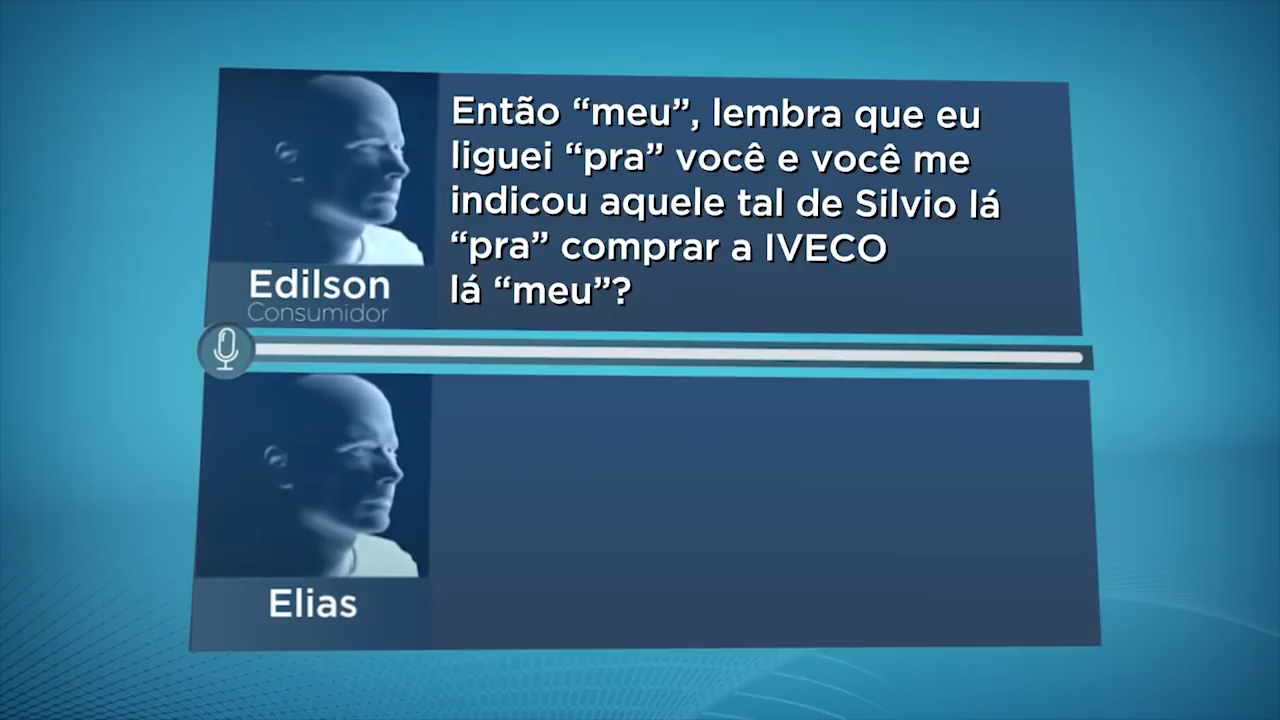 Então “meu”, lembra que eu
liguei “pra” você e você me
indicou aquele tal de Silvio lá
“pra” comprar a IVECO
lá “meu”?
Edilson
Consumidor
Elias